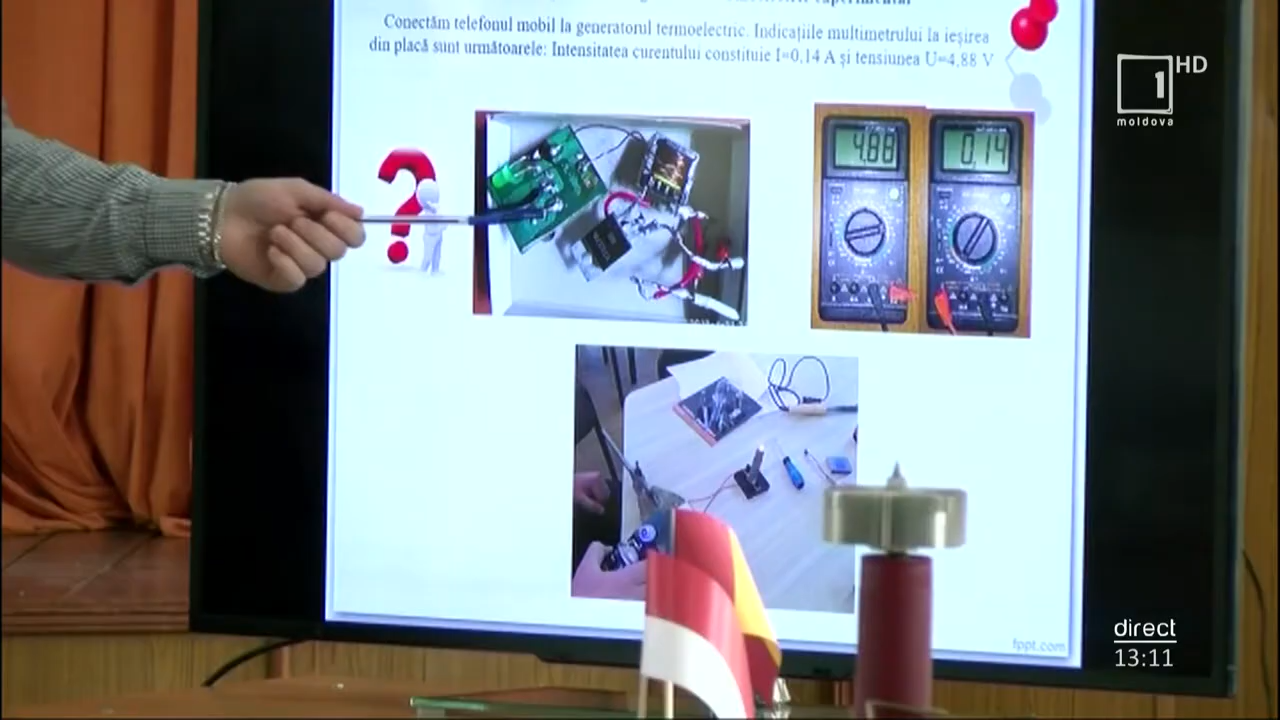 Conectăm telefonul mobil la generatorul termoelectric. Indicațiile multimetrului la ieșirea
din placă sunt următoarele: Intensitatea curentului constituie I=0,14 A și tensiunea U=4,88 V
1 HD
moldova
4.88
0.14
fppt.com
direct
13:11